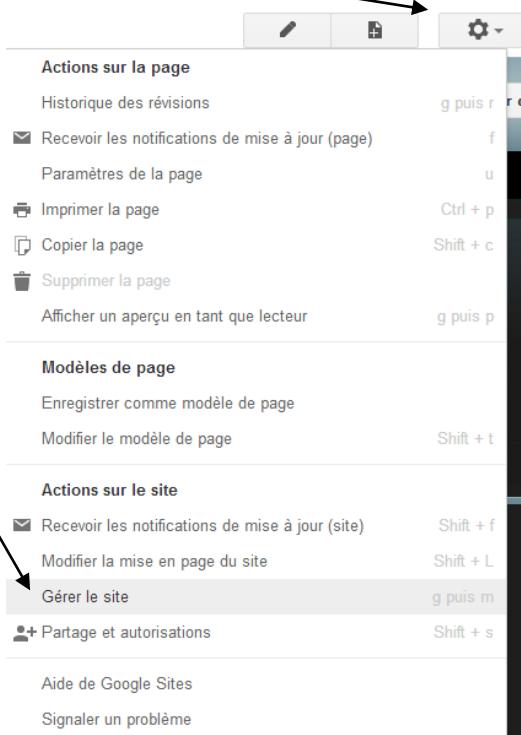 Actions sur la page
Historique des révisions g puis r
Recevoir les notifications de mise à jour (page) f
Paramètres de la page u
Imprimer la page Ctrl + p
Copier la page Shift + c
Supprimer la page
Afficher un aperçu en tant que lecteur g puis p
Modèles de page
Enregistrer comme modèle de page
Modifier le modèle de page Shift + t
Actions sur le site
Recevoir les notifications de mise à jour (site) Shift + f
Modifier la mise en page du site Shift + L
Gérer le site g puis m
Partage et autorisations Shift + s
Aide de Google Sites
Signaler un problème